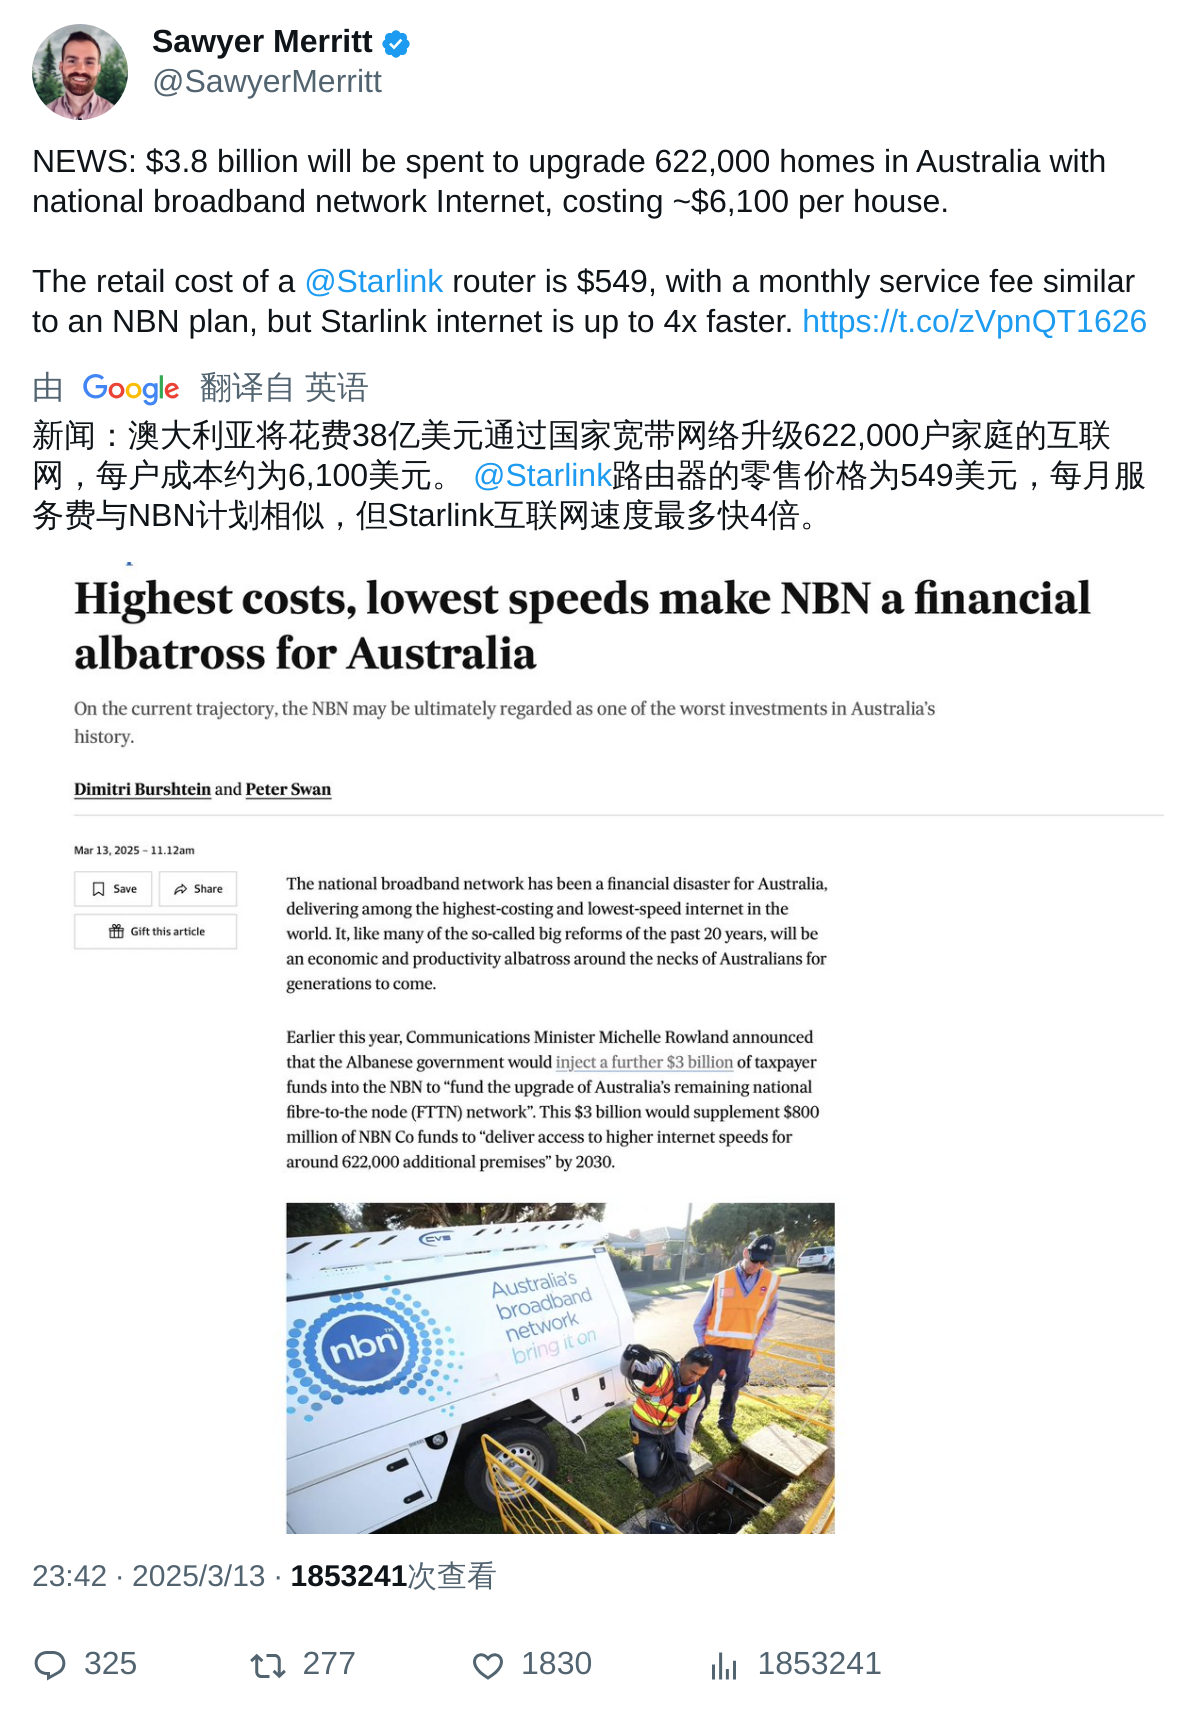 Sawyer Merritt
@SawyerMerritt
NEWS: $3.8 billion will be spent to upgrade 622,000 homes in Australia with
national broadband network Internet, costing ~$6,100 per house.
The retail cost of a @Starlink router is $549, with a monthly service fee similar
to an NBN plan, but Starlink internet is up to 4x faster. https://t.co/zVpnQT1626
由 Google 翻译自 英语
新闻：澳大利亚将花费38亿美元通过国家宽带网络升级622,000户家庭的互联
网，每户成本约为6,100美元。 @Starlink路由器的零售价格为549美元，每月服
务费与NBN计划相似，但Starlink互联网速度最多快4倍。
Highest costs, lowest speeds make NBN a financial
albatross for Australia
On the current trajectory, the NBN may be ultimately regarded as one of the worst investments in Australia’s
history.
Dimitri Burshtein and Peter Swan
Mar 13, 2025 – 11.12am
Save
Share
Gift this article
The national broadband network has been a financial disaster for Australia,
delivering among the highest-costing and lowest-speed internet in the
world. It, like many of the so-called big reforms of the past 20 years, will be
an economic and productivity albatross around the necks of Australians for
generations to come.
Earlier this year, Communications Minister Michelle Rowland announced
that the Albanese government would inject a further $3 billion of taxpayer
funds into the NBN to “fund the upgrade of Australia’s remaining national
fibre-to-the node (FTTN) network”. This $3 billion would supplement $800
million of NBN Co funds to “deliver access to higher internet speeds for
around 622,000 additional premises” by 2030.
CVS
Australia's
broadband
network
bring it on
nbn™
23:42 · 2025/3/13 · 1853241次查看
325
277
1830
1853241